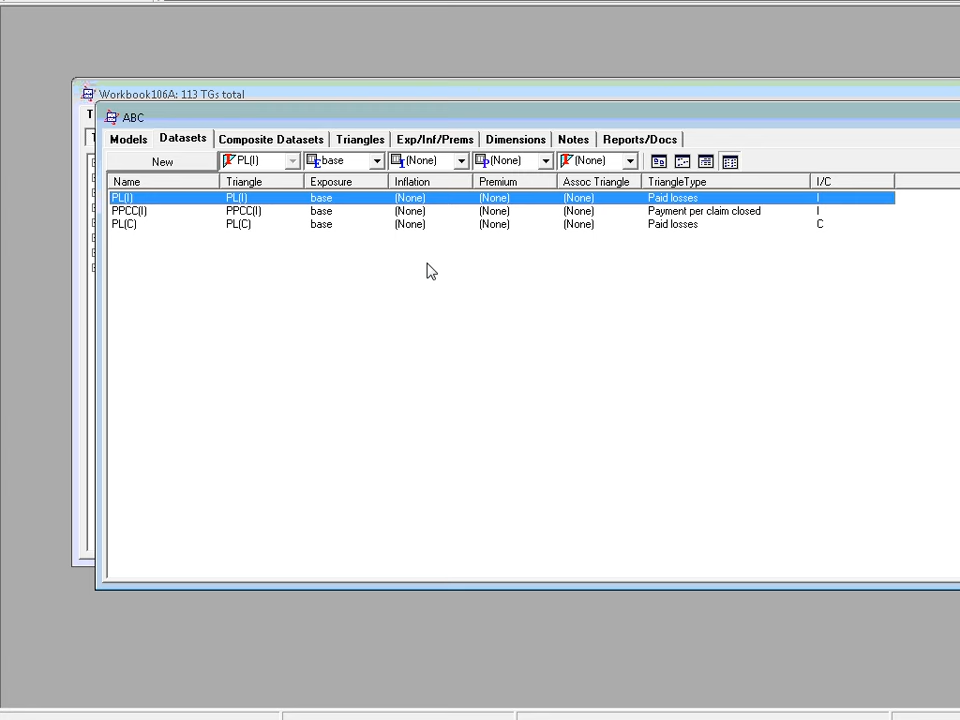 Workbook106A: 113 TGs total
T
ABC
Models Datasets Composite Datasets Triangles Exp/Inf/Prems Dimensions Notes Reports/Docs
New PL(I) base (None) (None) (None)
Name Triangle Exposure Inflation Premium Assoc Triangle TriangleType I/C
PL(I) PL(I) base (None) (None) (None) Paid losses I
PPCC(I) PPCC(I) base (None) (None) (None) Payment per claim closed I
PL(C) PL(C) base (None) (None) (None) Paid losses C